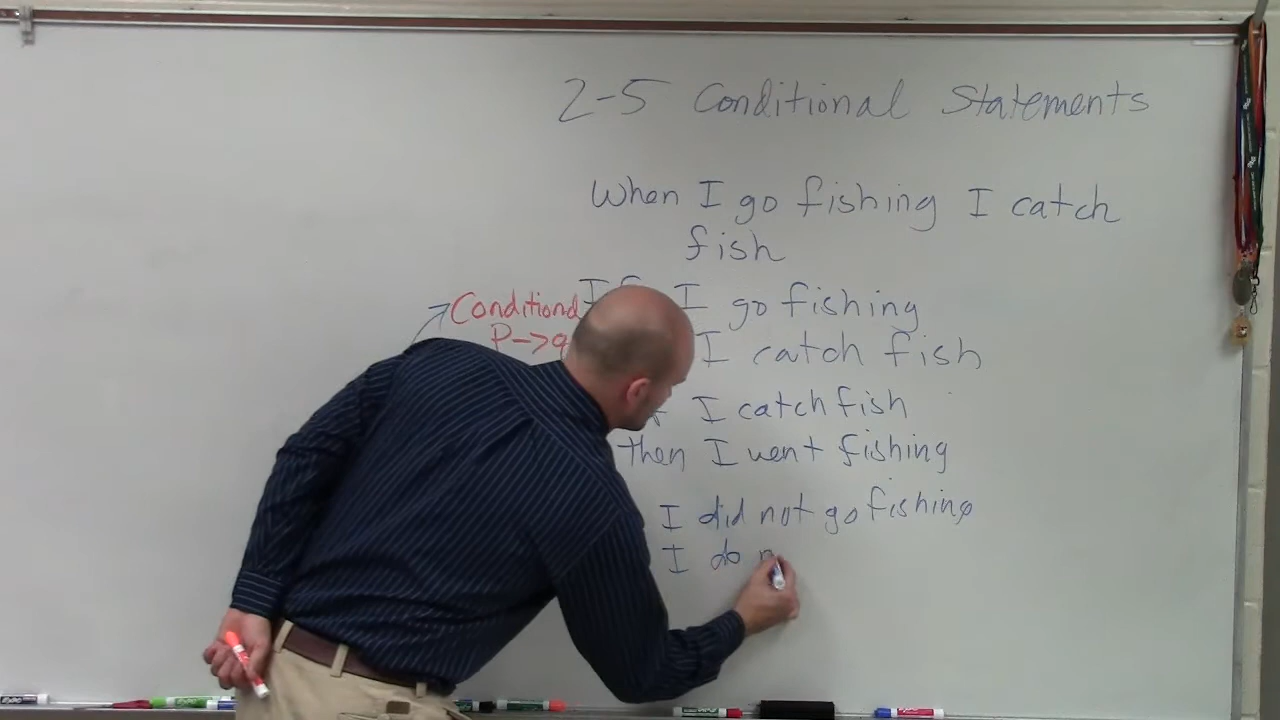 2-5 Conditional Statements
When I go fishing I catch
fish
Conditional If I go fishing
P->q I catch fish
I catch fish
then I went fishing
I did not go fishing
I do n